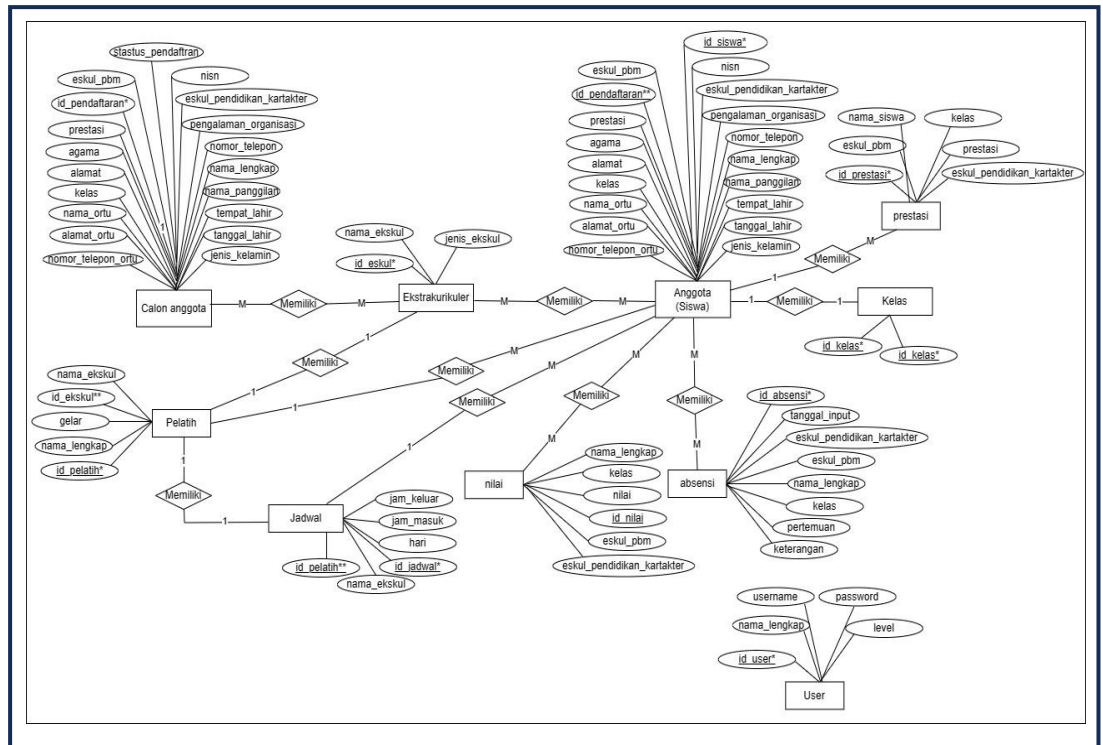 stastus_pendaftran
eskul_pbm
nisn
id_pendaftaran*
eskul_pendidikan_kartakter
prestasi
pengalaman_organisasi
agama
nomor_telepon
alamat
nama_lengkap
kelas
nama_panggilan
nama_ortu
tempat_lahir
alamat_ortu
tanggal_lahir
nomor_telepon_ortu
jenis_kelamin
1
Calon anggota
M
Memiliki
M
nama_ekskul
jenis_ekskul
id_eskul*
Ekstrakurikuler
M
Memiliki
M
id_siswa*
eskul_pbm
nisn
id_pendaftaran**
eskul_pendidikan_kartakter
prestasi
pengalaman_organisasi
agama
nomor_telepon
alamat
nama_lengkap
kelas
nama_panggilan
nama_ortu
tempat_lahir
alamat_ortu
tanggal_lahir
nomor_telepon_ortu
jenis_kelamin
Anggota
(Siswa)
nama_siswa
kelas
eskul_pbm
prestasi
id_prestasi*
eskul_pendidikan_kartakter
prestasi
M
Memiliki
1
1
Memiliki
1
Kelas
id_kelas*
id_kelas*
1
Memiliki
1
M
Memiliki
1
nama_ekskul
id_ekskul**
gelar
nama_lengkap
id_pelatih*
Pelatih
1
Memiliki
1
M
Memiliki
1
Jadwal
jam_keluar
jam_masuk
hari
id_jadwal*
id_pelatih**
nama_ekskul
M
Memiliki
M
nilai
nama_lengkap
kelas
nilai
id_nilai
eskul_pbm
eskul_pendidikan_kartakter
M
Memiliki
M
absensi
id_absensi*
tanggal_input
eskul_pendidikan_kartakter
eskul_pbm
nama_lengkap
kelas
pertemuan
keterangan
username
password
nama_lengkap
level
id_user*
User